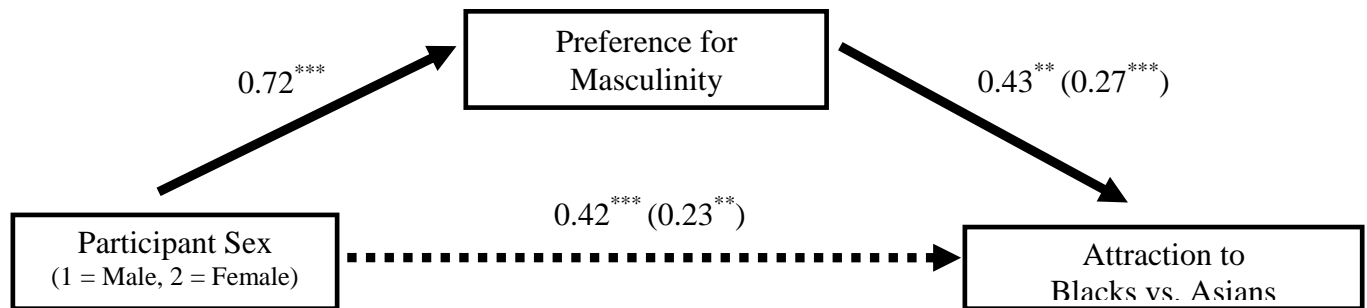 Preference for
Masculinity
0.72***
0.43** (0.27***)
0.42*** (0.23**)
Participant Sex
(1 = Male, 2 = Female)
Attraction to
Blacks vs. Asians